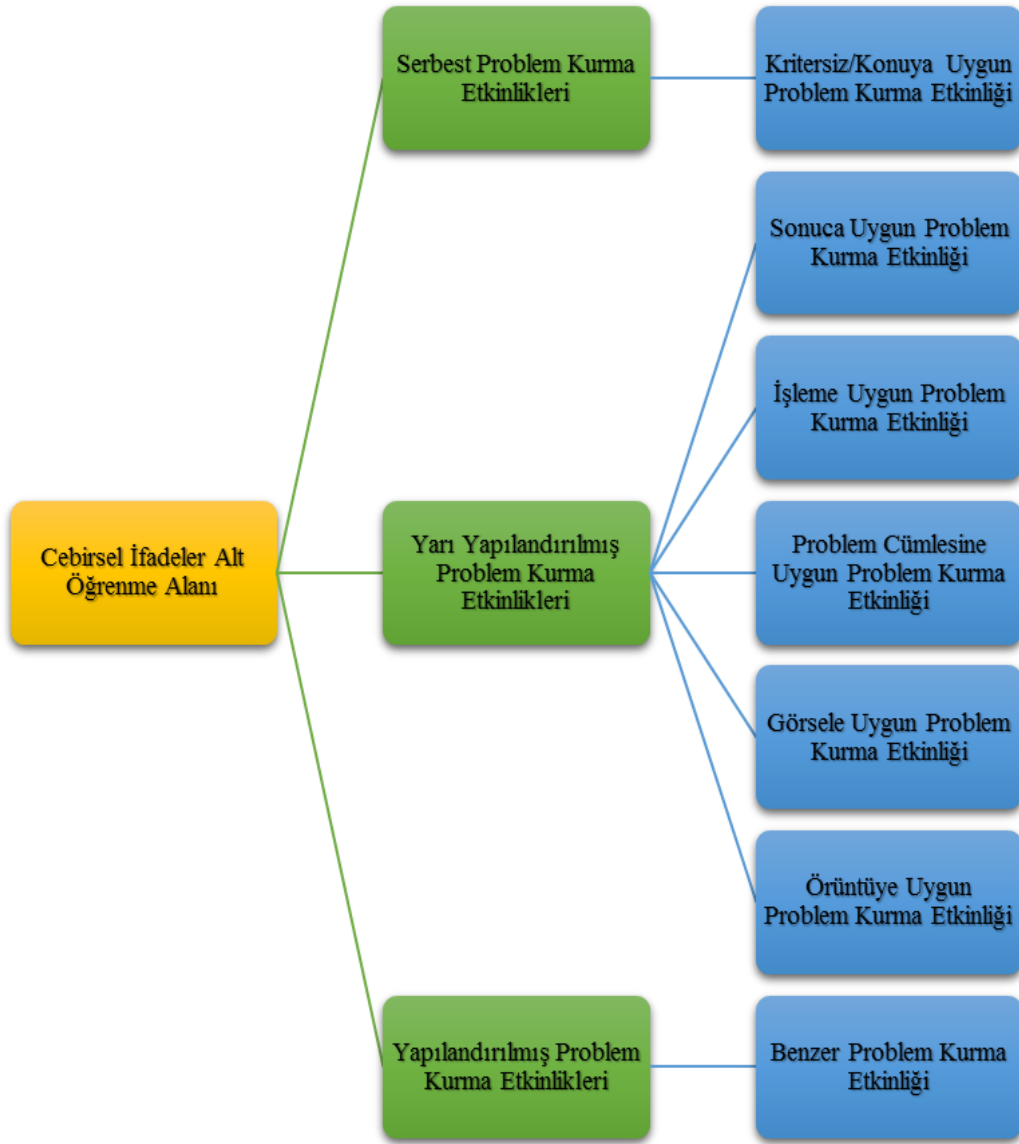 Serbest Problem Kurma
Etkinlikleri
Kritersiz/Konuya Uygun
Problem Kurma Etkinliği
Sonuca Uygun Problem
Kurma Etkinliği
İşleme Uygun Problem
Kurma Etkinliği
Cebirsel İfadeler Alt
Öğrenme Alanı
Yarı Yapılandırılmış
Problem Kurma
Etkinlikleri
Problem Cümlesine
Uygun Problem Kurma
Etkinliği
Görsele Uygun Problem
Kurma Etkinliği
Örüntüye Uygun
Problem Kurma Etkinliği
Yapılandırılmış Problem
Kurma Etkinlikleri
Benzer Problem Kurma
Etkinliği